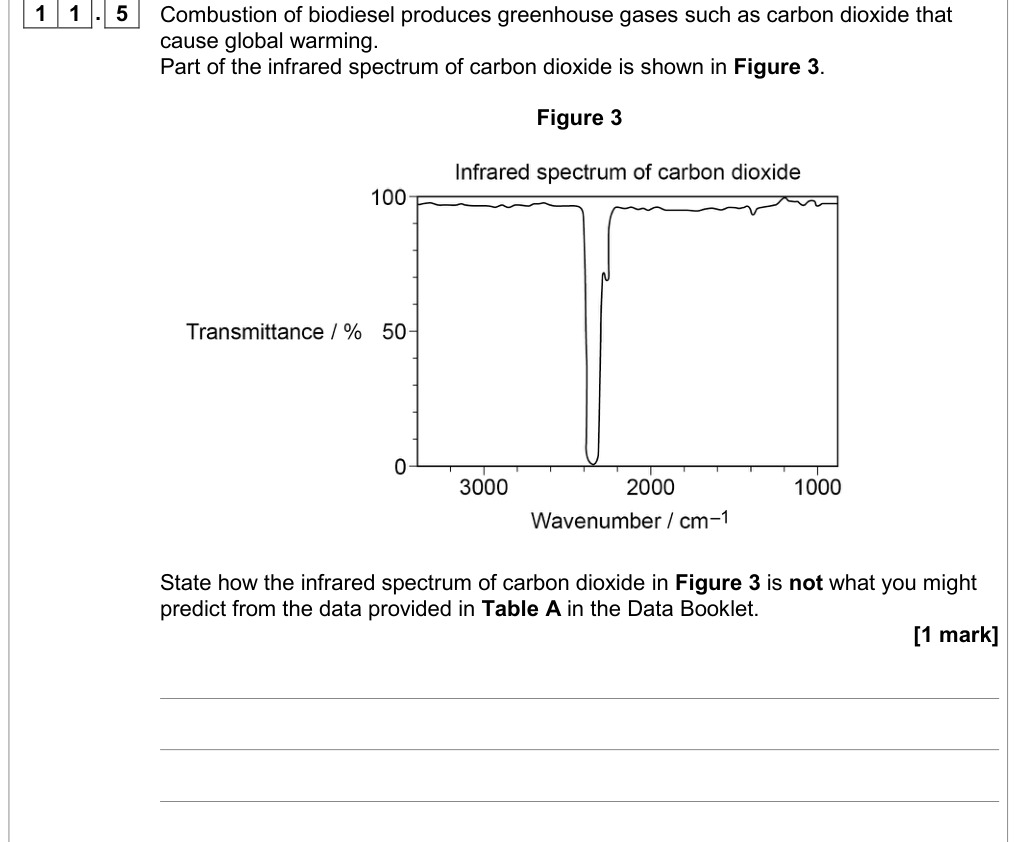 1 1 . 5 Combustion of biodiesel produces greenhouse gases such as carbon dioxide that
cause global warming.
Part of the infrared spectrum of carbon dioxide is shown in Figure 3.
Figure 3
Infrared spectrum of carbon dioxide
100
Transmittance / % 50
0
3000 2000 1000
Wavenumber / cm−1
State how the infrared spectrum of carbon dioxide in Figure 3 is not what you might
predict from the data provided in Table A in the Data Booklet.
[1 mark]